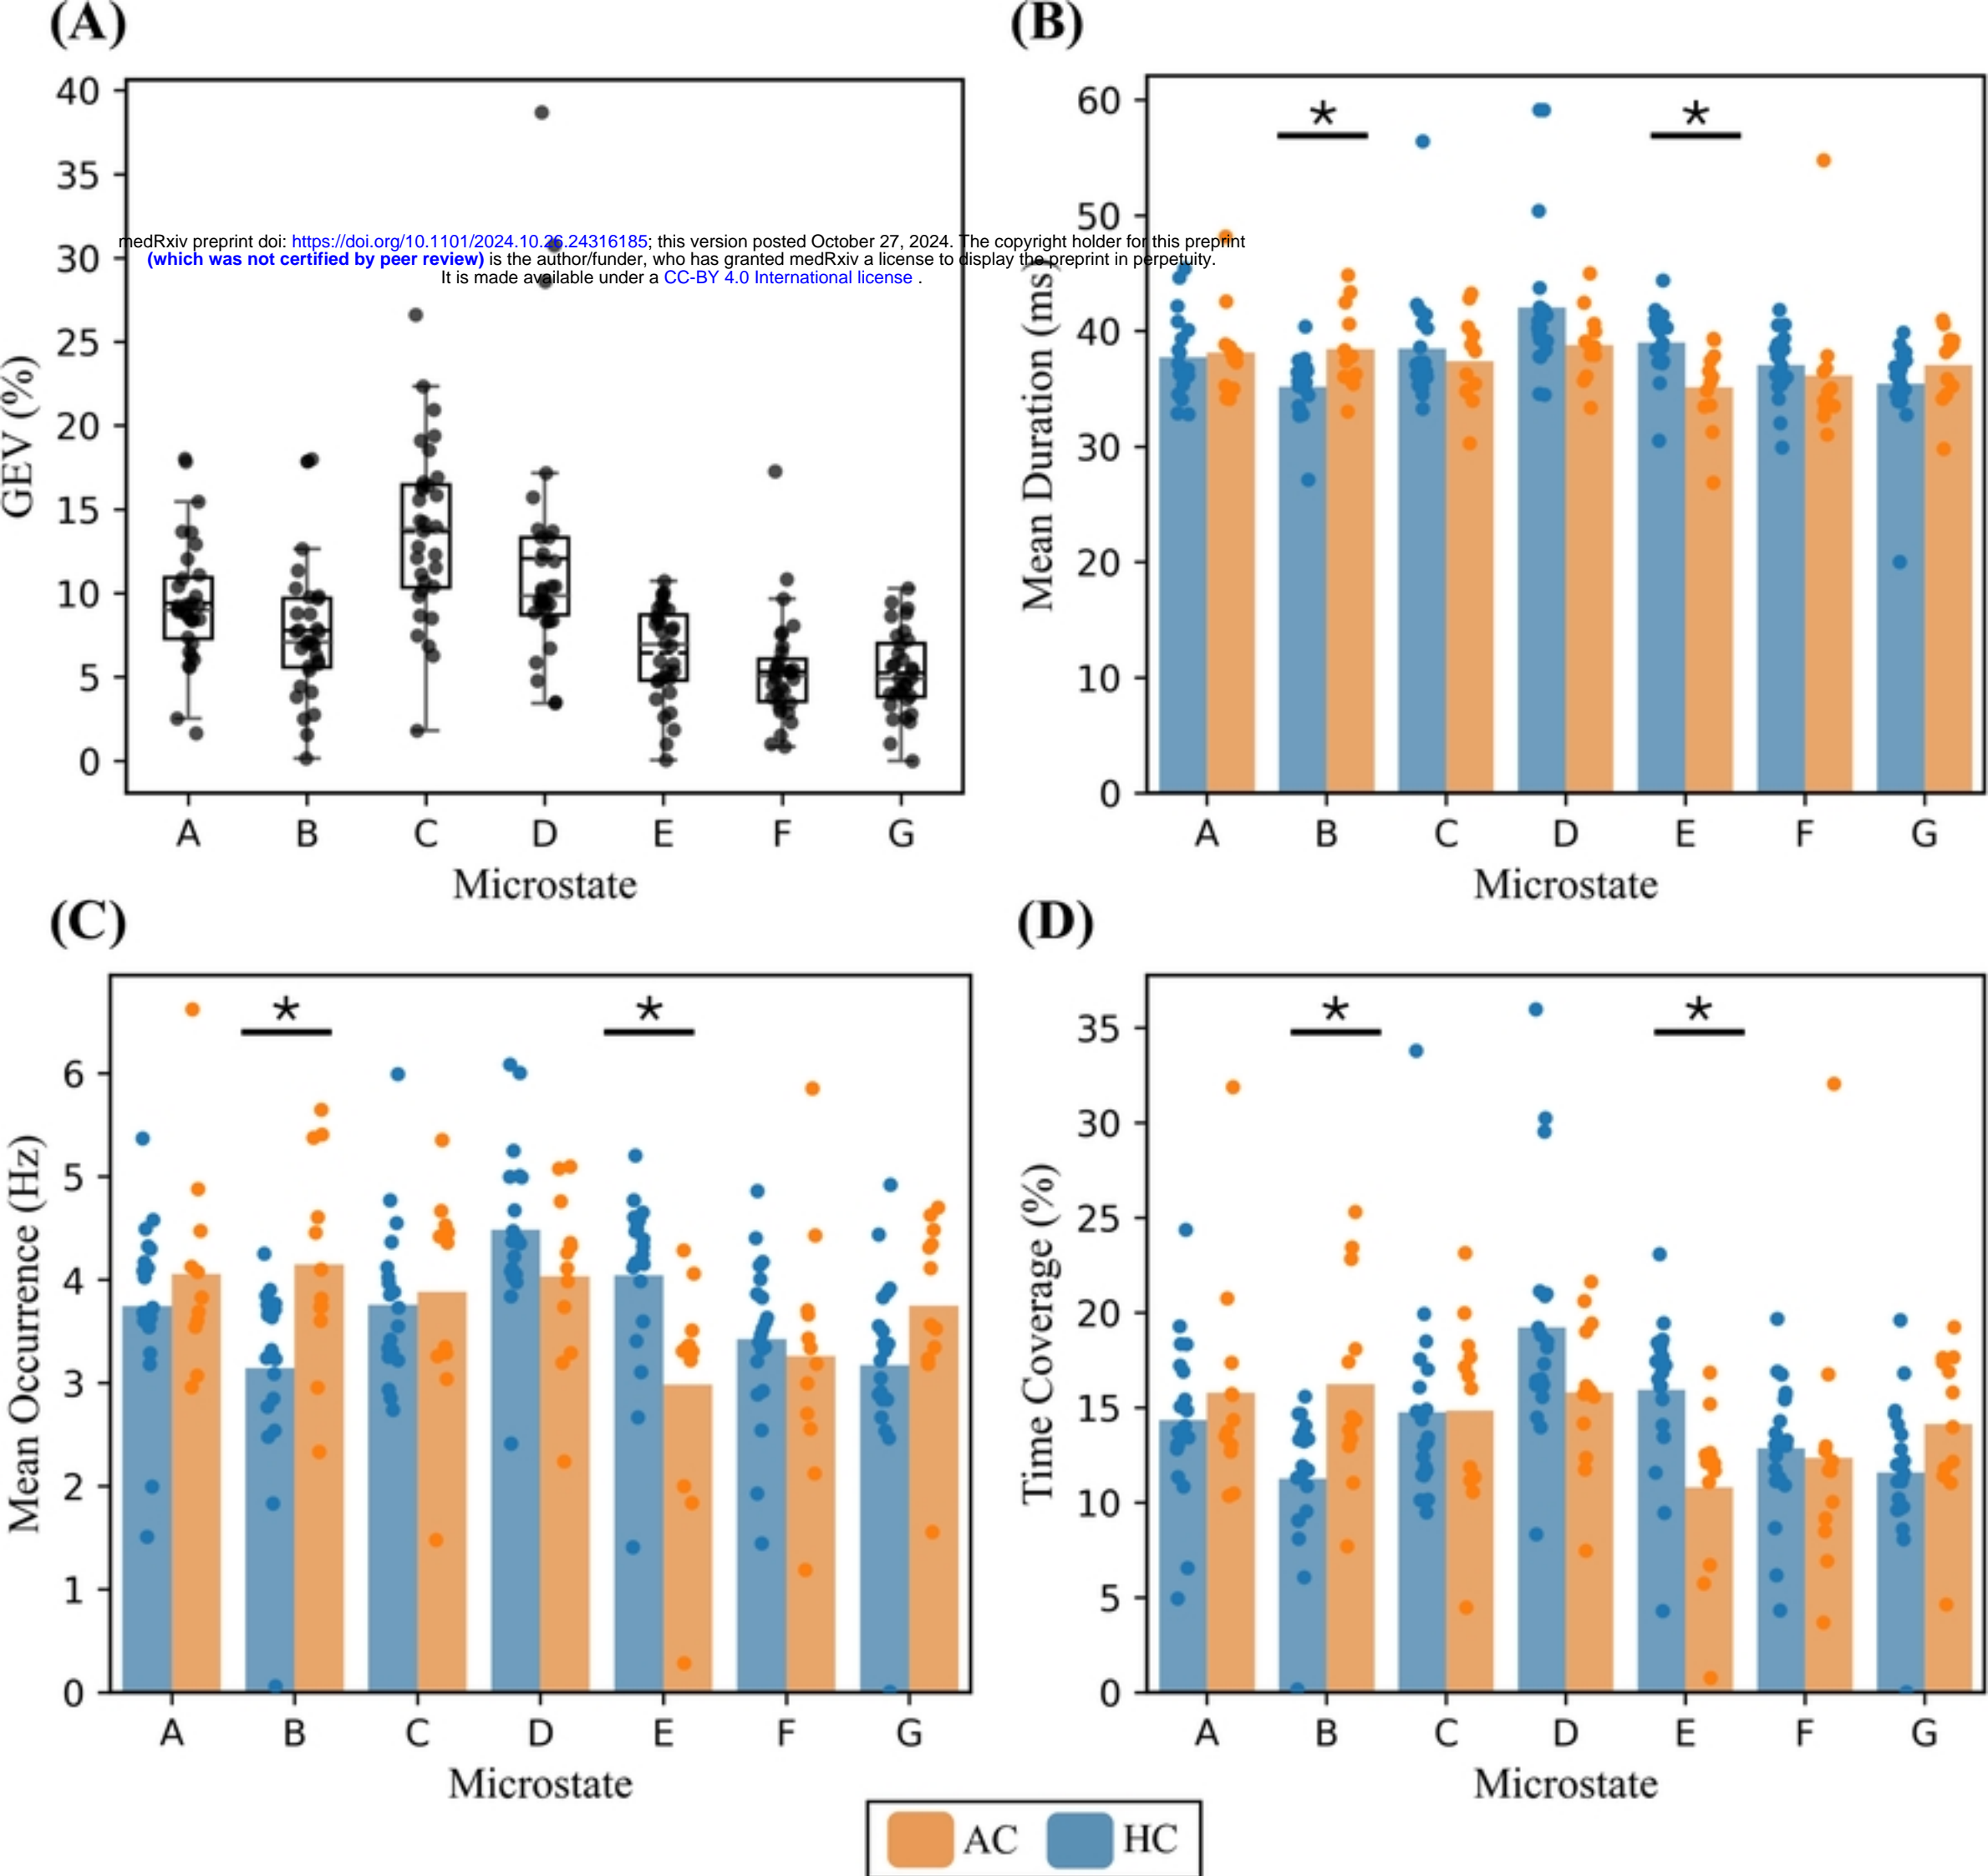 (A)
GEV (%)
40
35
30
25
20
15
10
5
0
A B C D E F G
Microstate
(B)
Mean Duration (ms)
60
50
40
30
20
10
0
* *
A B C D E F G
Microstate
medRxiv preprint doi: https://doi.org/10.1101/2024.10.26.24316185; this version posted October 27, 2024. The copyright holder for this preprint
(which was not certified by peer review) is the author/funder, who has granted medRxiv a license to display the preprint in perpetuity.
It is made available under a CC-BY 4.0 International license .
(C)
Mean Occurrence (Hz)
6
5
4
3
2
1
0
* *
A B C D E F G
Microstate
(D)
Time Coverage (%)
35
30
25
20
15
10
5
0
* *
A B C D E F G
Microstate
AC HC